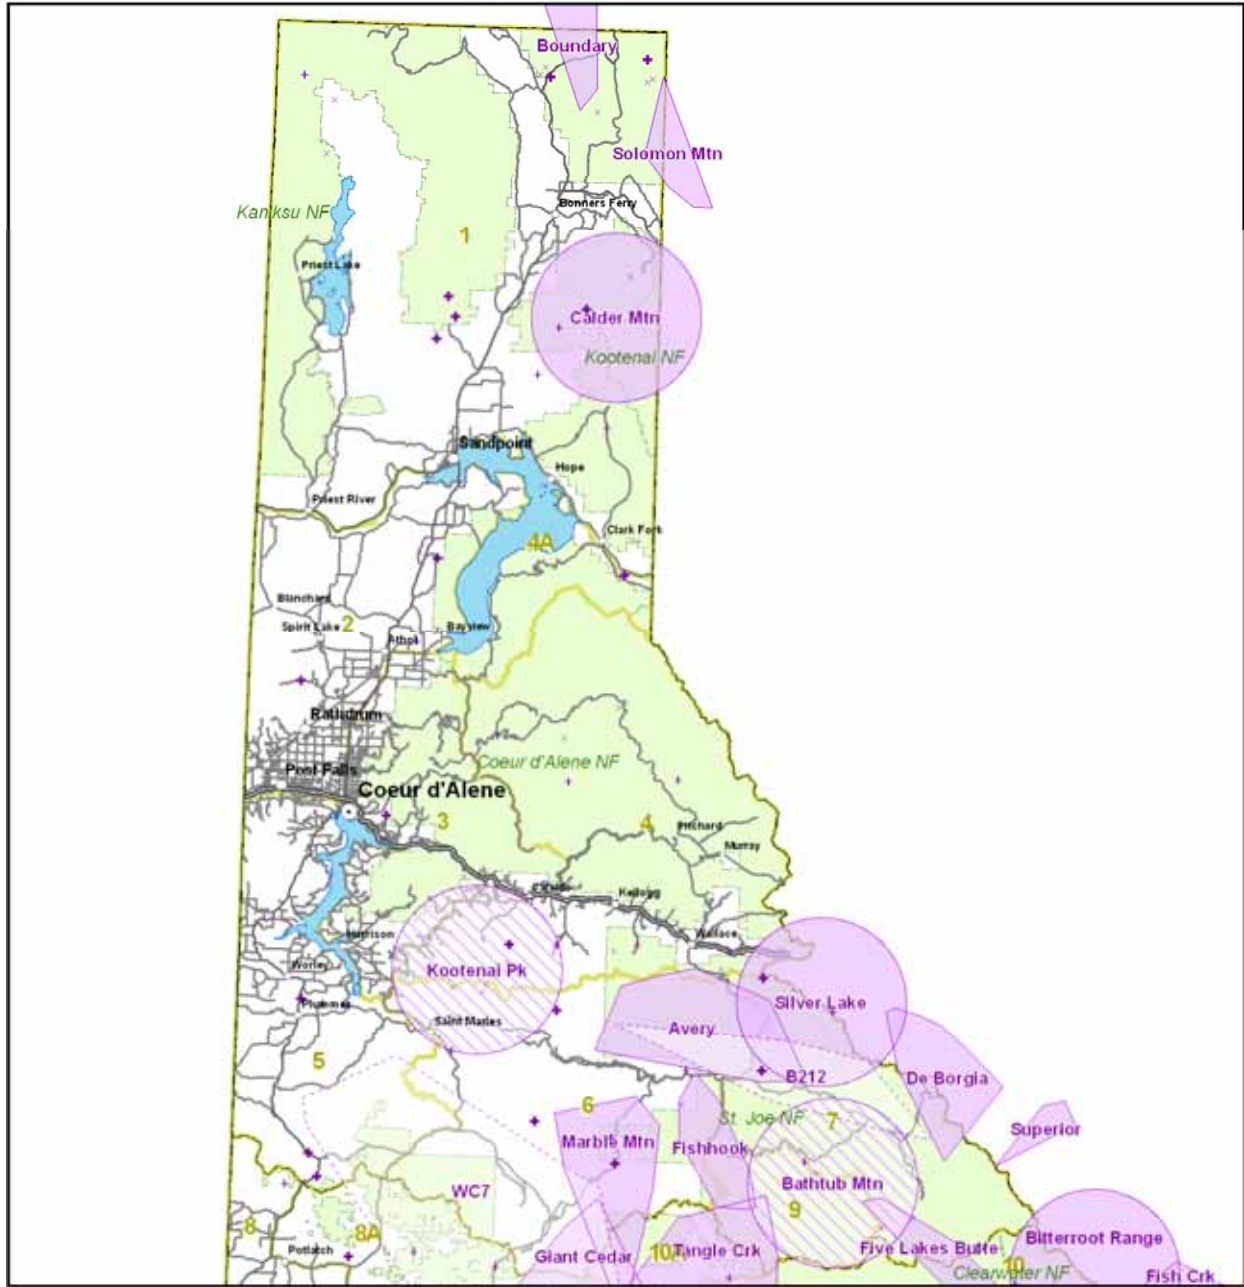 Boundary
Solomon Mtn
Bonners Ferry
Kaniksu NF
1
Priest Lake
Calder Mtn
Kootenai NF
Sandpoint
Hope
Priest River
Clark Fork
4A
Blanchard
Spirit Lake
2
Athol
Bayview
Rathdrum
Coeur d'Alene NF
Post Falls
Coeur d'Alene
3
4
Prichard
Murray
Kellogg
Harrison
Wallace
Worley
Kootenai Pk
Silver Lake
Plummer
Saint Maries
Avery
5
B212
De Borgia
6
St. Joe NF
7
Superior
Marble Mtn
Fishhook
Bathtub Mtn
WC7
9
8
8A
Potlatch
Giant Cedar
10A
Tangle Crk
Five Lakes Butte
10
Bitterroot Range
Clearwater NF
Fish Crk